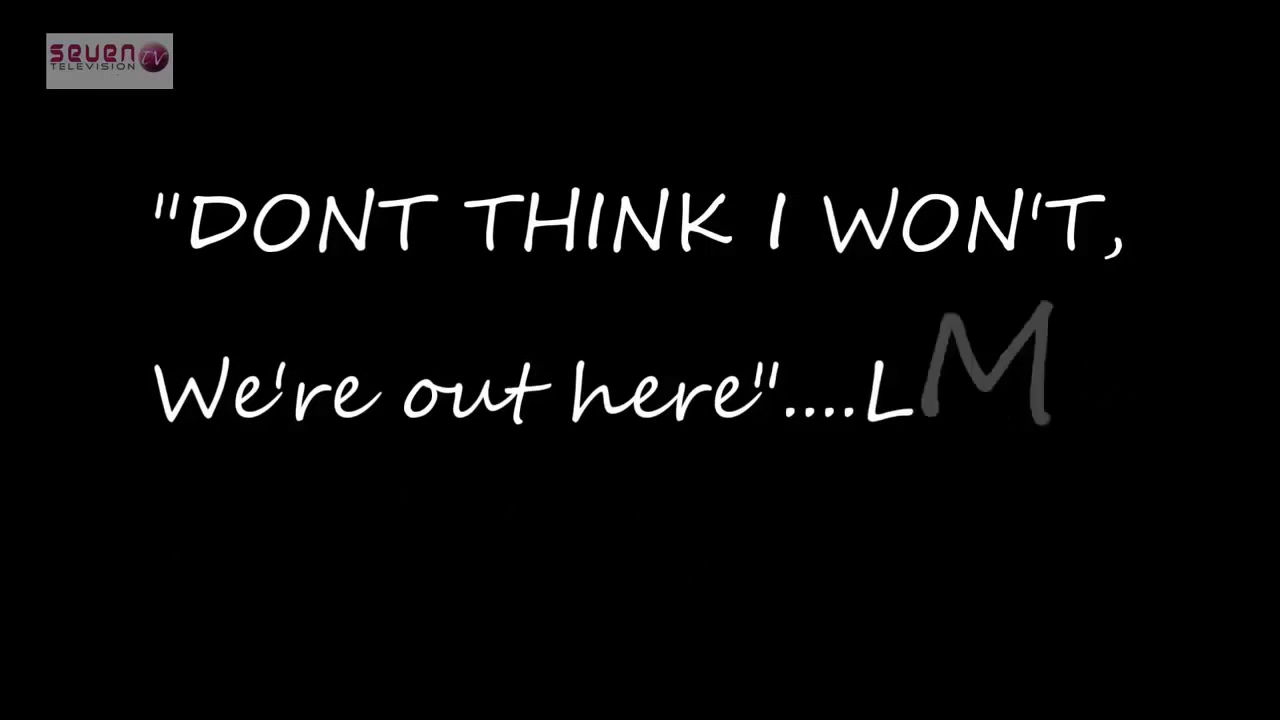 SEVEN TV
TELEVISION
"DONT THINK I WON'T,
We're out here"....LM